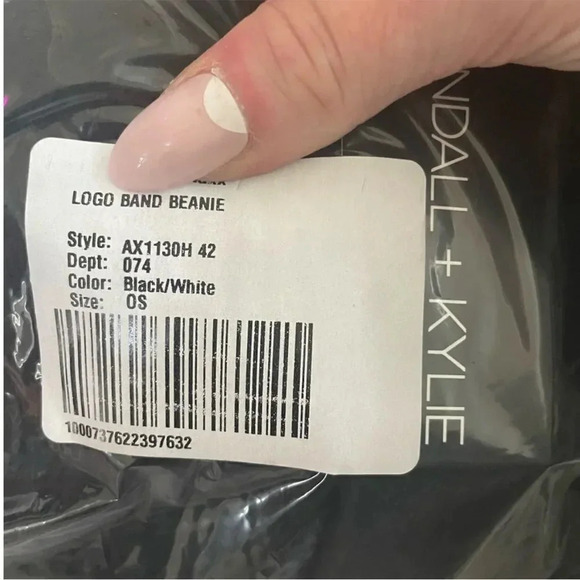 LOGO BAND BEANIE
Style: AX1130H 42
Dept: 074
Color: Black/White
Size: OS
1000737622397632
NDALL + KYLIE